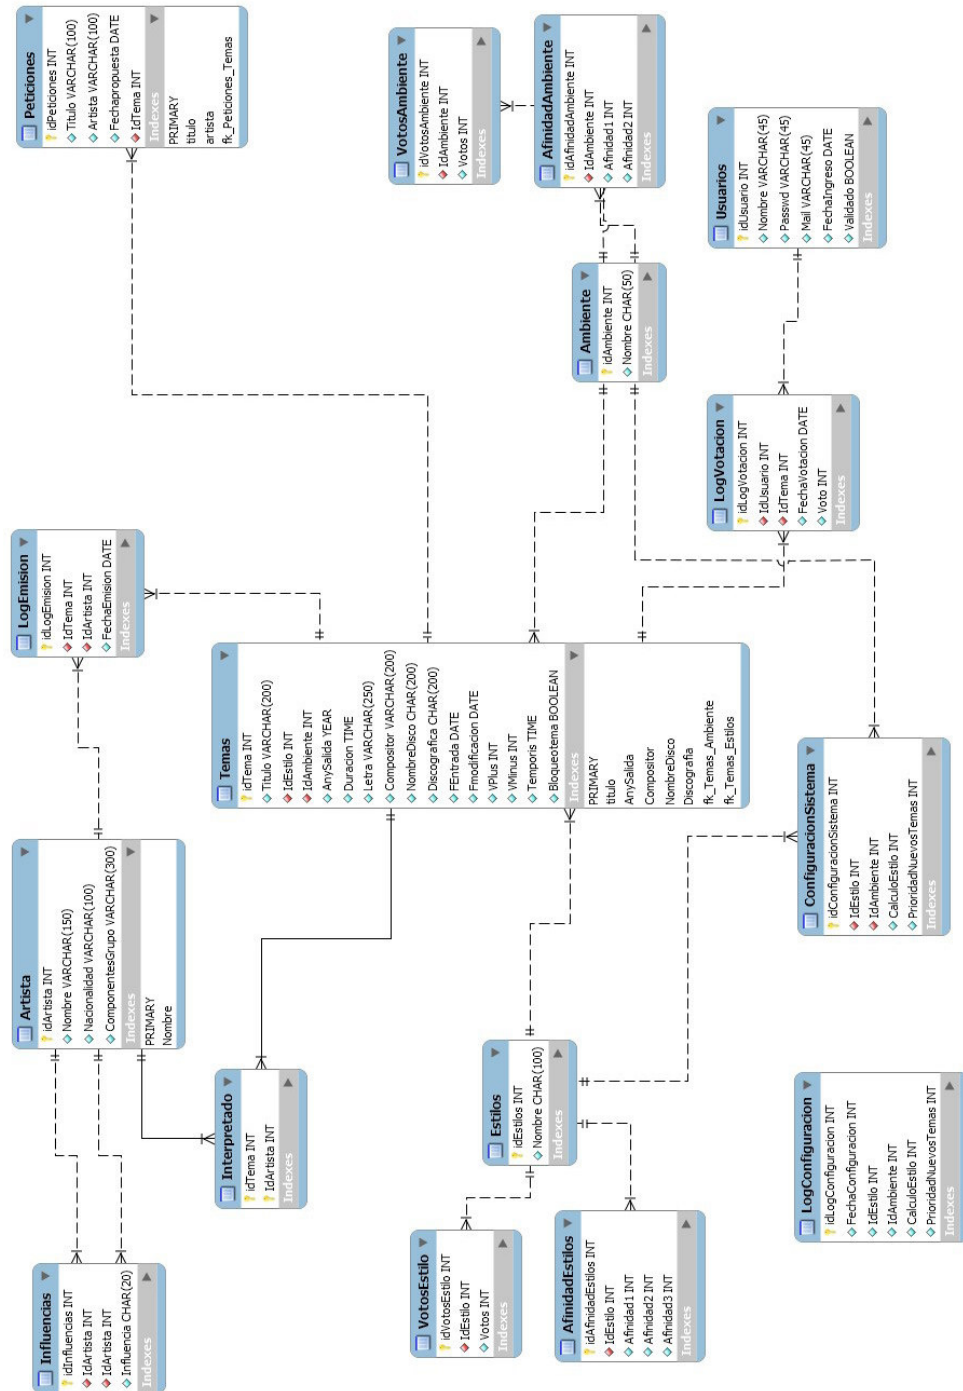 Influencias
idInfluencias INT
IdArtista INT
IdArtista INT
Influencia CHAR(20)
Indexes
Artista
idArtista INT
Nombre VARCHAR(150)
Nacionalidad VARCHAR(100)
ComponentesGrupo VARCHAR(300)
Indexes
PRIMARY
Nombre
LogEmision
idLogEmision INT
IdTema INT
IdArtista INT
FechaEmision DATE
Indexes
Peticiones
idPeticiones INT
Titulo VARCHAR(100)
Artista VARCHAR(100)
Fechapropuesta DATE
IdTema INT
Indexes
PRIMARY
titulo
artista
fk_Peticiones_Temas
Interpretado
idTema INT
IdArtista INT
Indexes
Temas
idTema INT
Titulo VARCHAR(200)
IdEstilo INT
IdAmbiente INT
AnySalida YEAR
Duracion TIME
Letra VARCHAR(250)
Compositor VARCHAR(200)
NombreDisco CHAR(200)
Discografica CHAR(200)
FEntrada DATE
Fmodificacion DATE
VPlus INT
VMinus INT
Temporis TIME
Bloqueotema BOOLEAN
Indexes
PRIMARY
titulo
AnySalida
Compositor
NombreDisco
Discografia
fk_Temas_Ambiente
fk_Temas_Estilos
VotosAmbiente
idVotosAmbiente INT
IdAmbiente INT
Votos INT
Indexes
VotosEstilo
idVotosEstilo INT
IdEstilo INT
Votos INT
Indexes
Estilos
idEstilos INT
Nombre CHAR(100)
Indexes
Ambiente
idAmbiente INT
Nombre CHAR(50)
Indexes
AfinidadAmbiente
idAfinidadAmbiente INT
IdAmbiente INT
Afinidad1 INT
Afinidad2 INT
Indexes
AfinidadEstilos
idAfinidadEstilos INT
IdEstilo INT
Afinidad1 INT
Afinidad2 INT
Afinidad3 INT
Indexes
LogVotacion
idLogVotacion INT
IdUsuario INT
IdTema INT
FechaVotacion DATE
Voto INT
Indexes
Usuarios
idUsuario INT
Nombre VARCHAR(45)
Passwd VARCHAR(45)
Mail VARCHAR(45)
FechaIngreso DATE
Validado BOOLEAN
Indexes
LogConfiguracion
idLogConfiguracion INT
FechaConfiguracion INT
IdEstilo INT
IdAmbiente INT
CalculoEstilo INT
PrioridadNuevosTemas INT
Indexes
ConfiguracionSistema
idConfiguracionSistema INT
IdEstilo INT
IdAmbiente INT
CalculoEstilo INT
PrioridadNuevosTemas INT
Indexes